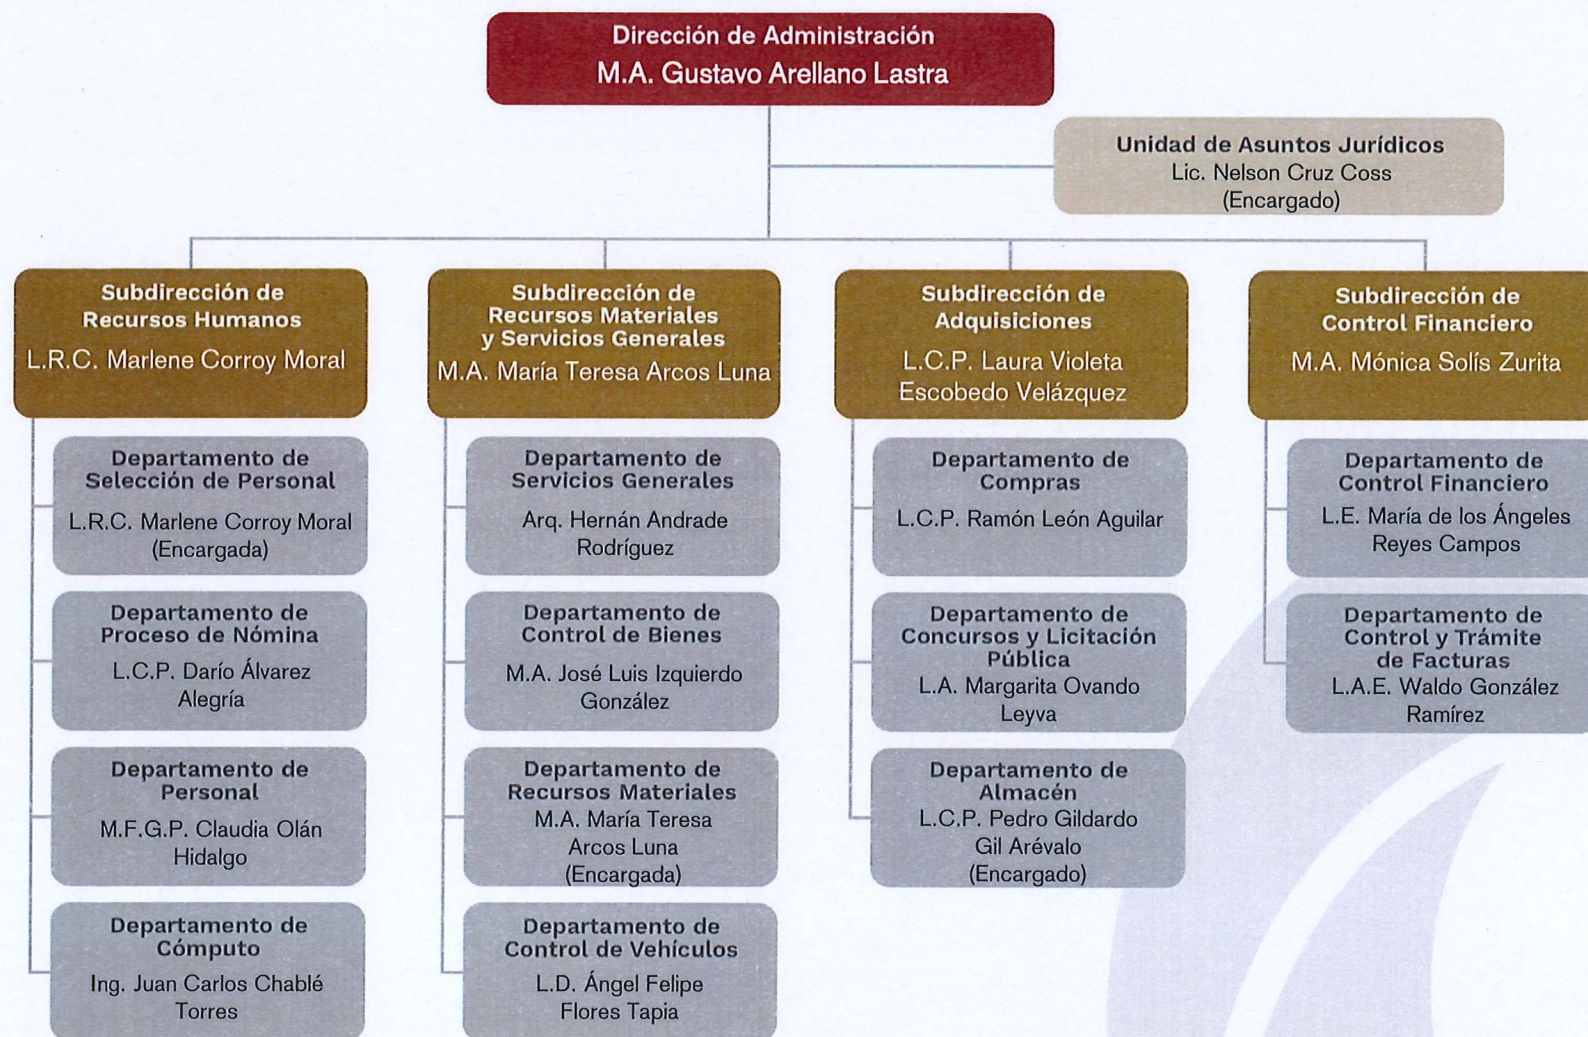 Dirección de Administración
M.A. Gustavo Arellano Lastra
Unidad de Asuntos Jurídicos
Lic. Nelson Cruz Coss
(Encargado)
Subdirección de
Recursos Humanos
L.R.C. Marlene Corroy Moral
Departamento de
Selección de Personal
L.R.C. Marlene Corroy Moral
(Encargada)
Departamento de
Proceso de Nómina
L.C.P. Darío Álvarez
Alegría
Departamento de
Personal
M.F.G.P. Claudia Olán
Hidalgo
Departamento de
Cómputo
Ing. Juan Carlos Chablé
Torres
Subdirección de
Recursos Materiales
y Servicios Generales
M.A. María Teresa Arcos Luna
Departamento de
Servicios Generales
Arq. Hernán Andrade
Rodríguez
Departamento de
Control de Bienes
M.A. José Luis Izquierdo
González
Departamento de
Recursos Materiales
M.A. María Teresa
Arcos Luna
(Encargada)
Departamento de
Control de Vehículos
L.D. Ángel Felipe
Flores Tapia
Subdirección de
Adquisiciones
L.C.P. Laura Violeta
Escobedo Velázquez
Departamento de
Compras
L.C.P. Ramón León Aguilar
Departamento de
Concursos y Licitación
Pública
L.A. Margarita Ovando
Leyva
Departamento de
Almacén
L.C.P. Pedro Gildardo
Gil Arévalo
(Encargado)
Subdirección de
Control Financiero
M.A. Mónica Solís Zurita
Departamento de
Control Financiero
L.E. María de los Ángeles
Reyes Campos
Departamento de
Control y Trámite
de Facturas
L.A.E. Waldo González
Ramírez